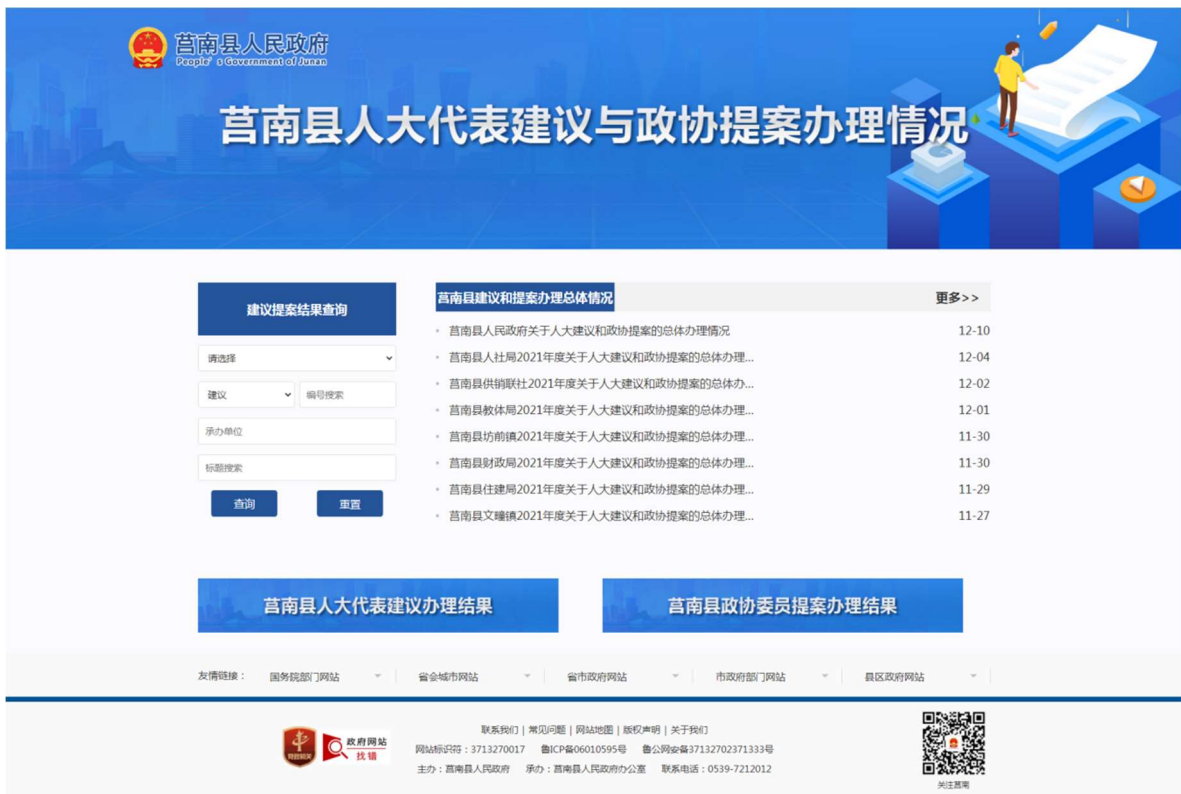 莒南县人民政府
People's Government of Junan
莒南县人大代表建议与政协提案办理情况
建议提案结果查询
请选择
建议 编号搜索
承办单位
标题搜索
查询 重置
莒南县建议和提案办理总体情况 更多>>
莒南县人民政府关于人大建议和政协提案的总体办理情况 12-10
莒南县人社局2021年度关于人大建议和政协提案的总体办理... 12-04
莒南县供销联社2021年度关于人大建议和政协提案的总体办... 12-02
莒南县教体局2021年度关于人大建议和政协提案的总体办理... 12-01
莒南县坊前镇2021年度关于人大建议和政协提案的总体办理... 11-30
莒南县财政局2021年度关于人大建议和政协提案的总体办理... 11-30
莒南县住建局2021年度关于人大建议和政协提案的总体办理... 11-29
莒南县文疃镇2021年度关于人大建议和政协提案的总体办理... 11-27
莒南县人大代表建议办理结果 莒南县政协委员提案办理结果
友情链接： 国务院部门网站 省会城市网站 省市政府网站 市政府部门网站 县区政府网站
党政机关
政府网站
找错
联系我们 | 常见问题 | 网站地图 | 版权声明 | 关于我们
网站标识符：3713270017 鲁ICP备06010595号 鲁公网安备37132702371333号
主办：莒南县人民政府 承办：莒南县人民政府办公室 联系电话：0539-7212012
关注莒南